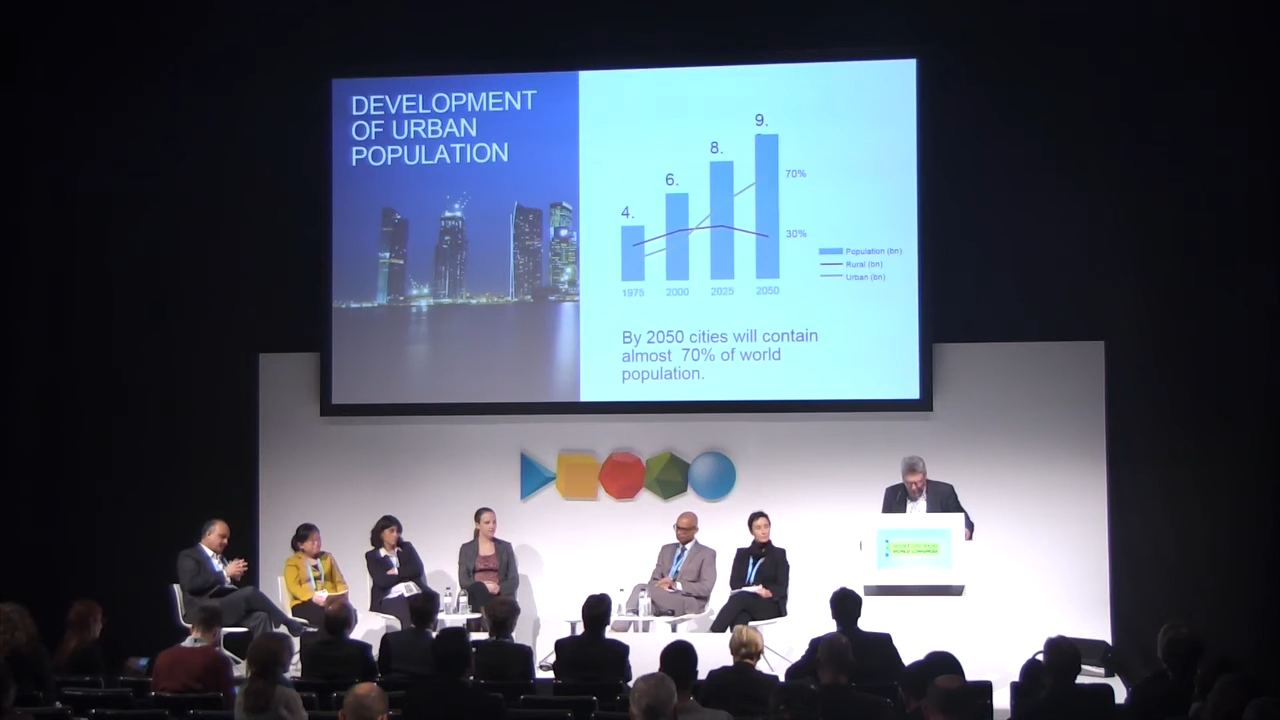 DEVELOPMENT
OF URBAN
POPULATION
9.
8.
6.
4.
70%
30%
Population (bn)
Rural (bn)
Urban (bn)
1975
2000
2025
2050
By 2050 cities will contain
almost 70% of world
population.